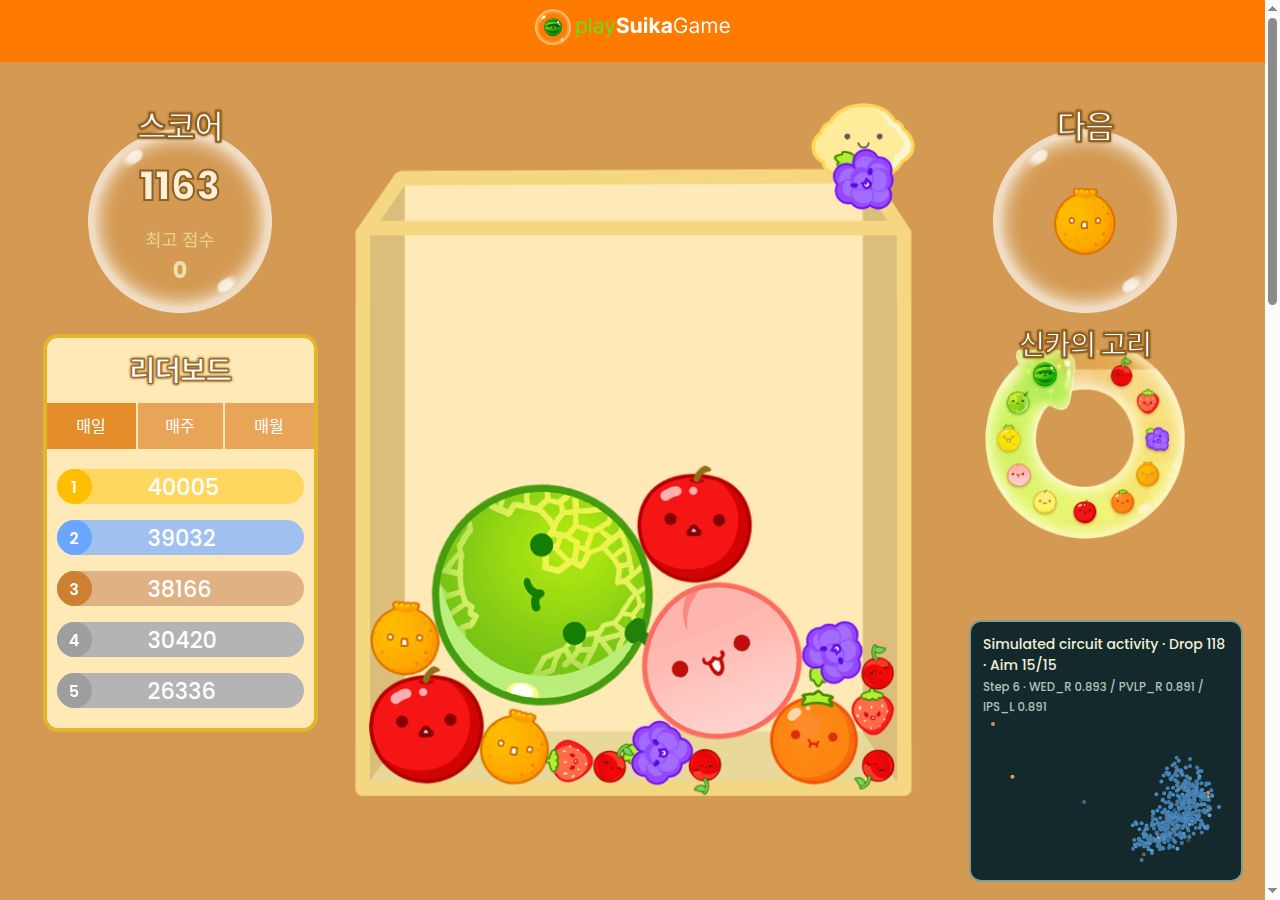 playSuikaGame
스코어
1163
최고 점수
0
다음
신카의 고리
리더보드
매일
매주
매월
1 40005
2 39032
3 38166
4 30420
5 26336
Simulated circuit activity · Drop 118
· Aim 15/15
Step 6 · WED_R 0.893 / PVLP_R 0.891 /
IPS_L 0.891